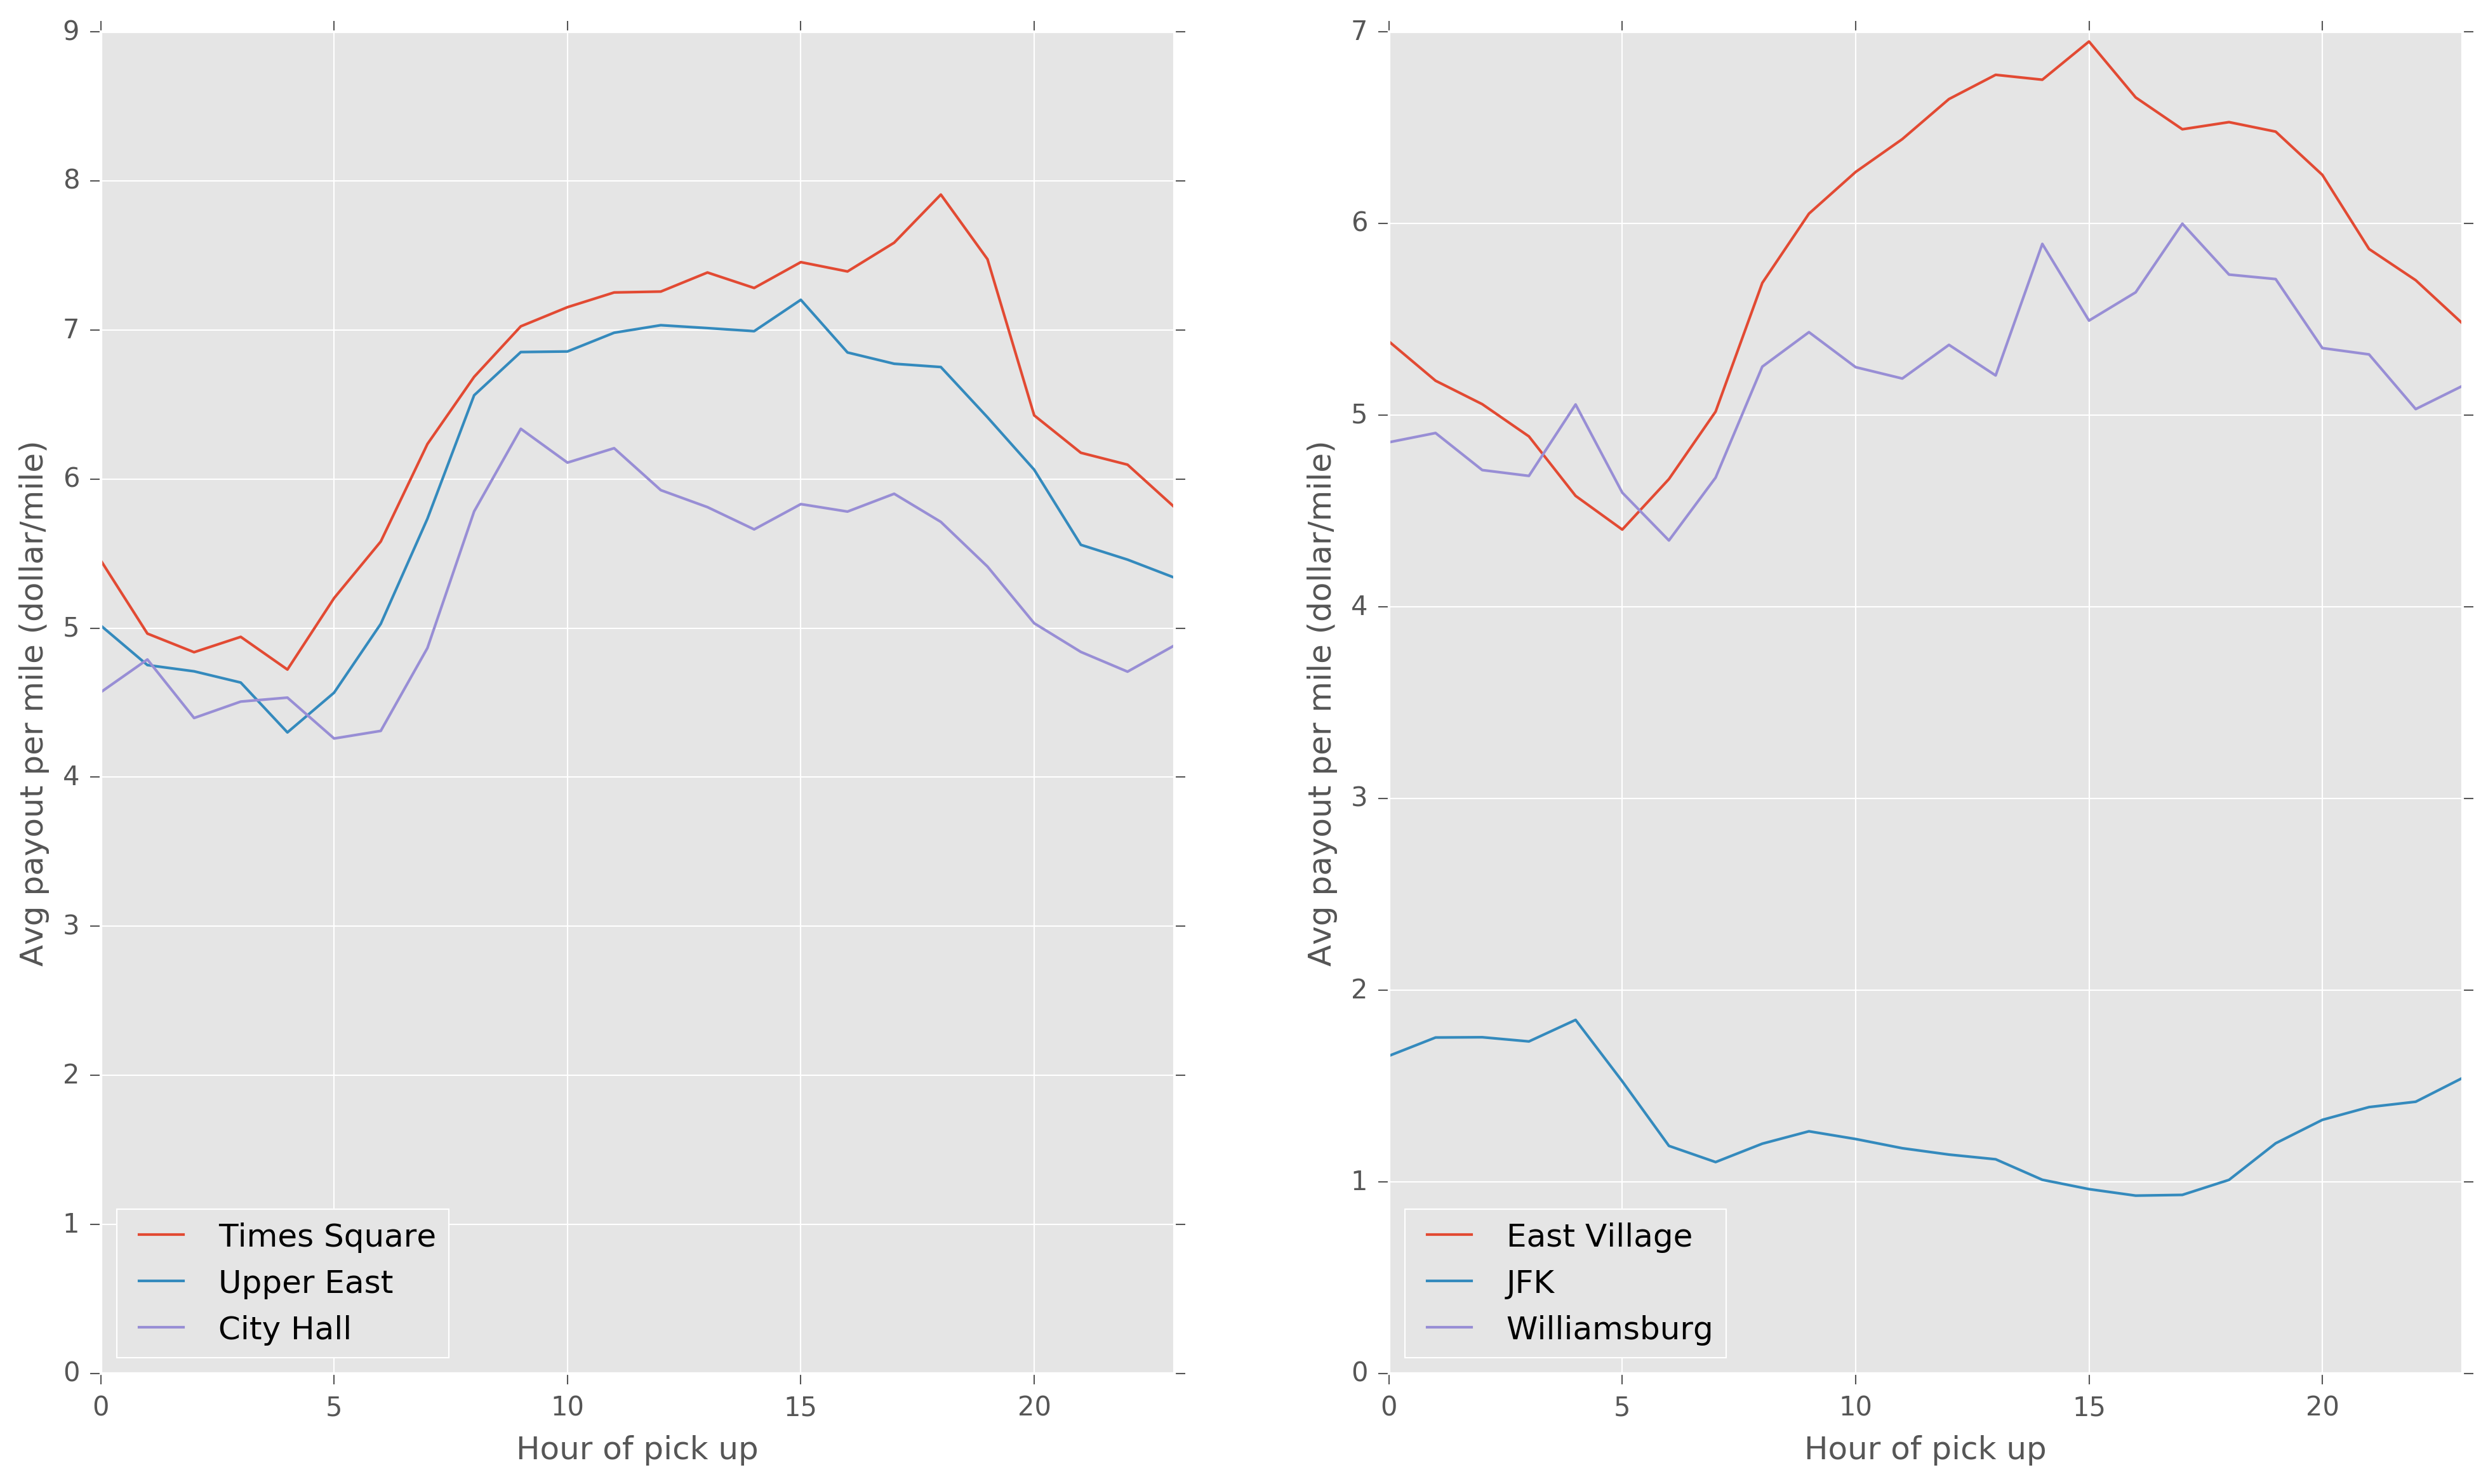 9
8
7
6
5
4
3
2
1
0
Avg payout per mile (dollar/mile)
Times Square
Upper East
City Hall
0 5 10 15 20
Hour of pick up
7
6
5
4
3
2
1
0
Avg payout per mile (dollar/mile)
East Village
JFK
Williamsburg
0 5 10 15 20
Hour of pick up